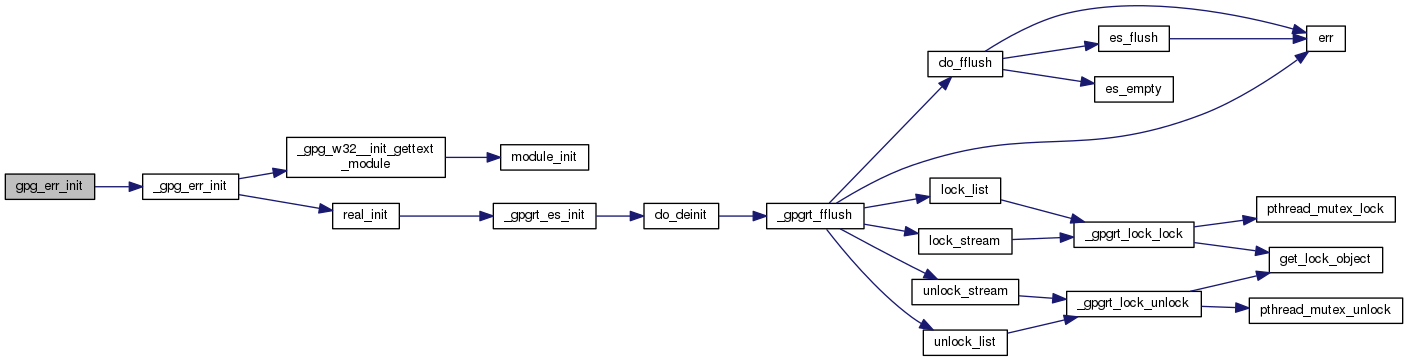 gpg_err_init
_gpg_err_init
_gpg_w32__init_gettext
_module
module_init
real_init
_gpgrt_es_init
do_deinit
_gpgrt_fflush
do_fflush
es_flush
es_empty
err
lock_list
lock_stream
unlock_stream
unlock_list
_gpgrt_lock_lock
_gpgrt_lock_unlock
pthread_mutex_lock
get_lock_object
pthread_mutex_unlock